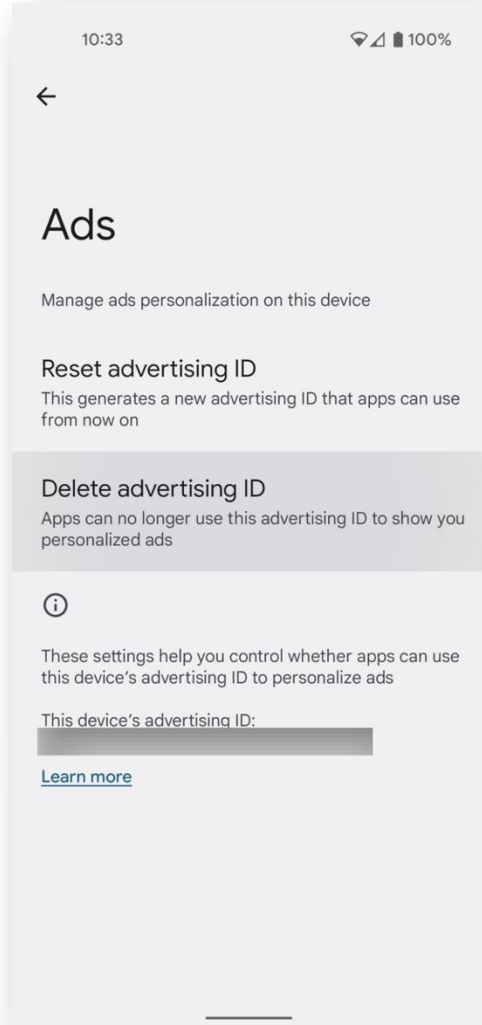 10:33 100%
Ads
Manage ads personalization on this device
Reset advertising ID
This generates a new advertising ID that apps can use
from now on
Delete advertising ID
Apps can no longer use this advertising ID to show you
personalized ads
These settings help you control whether apps can use
this device's advertising ID to personalize ads
This device's advertising ID:
Learn more